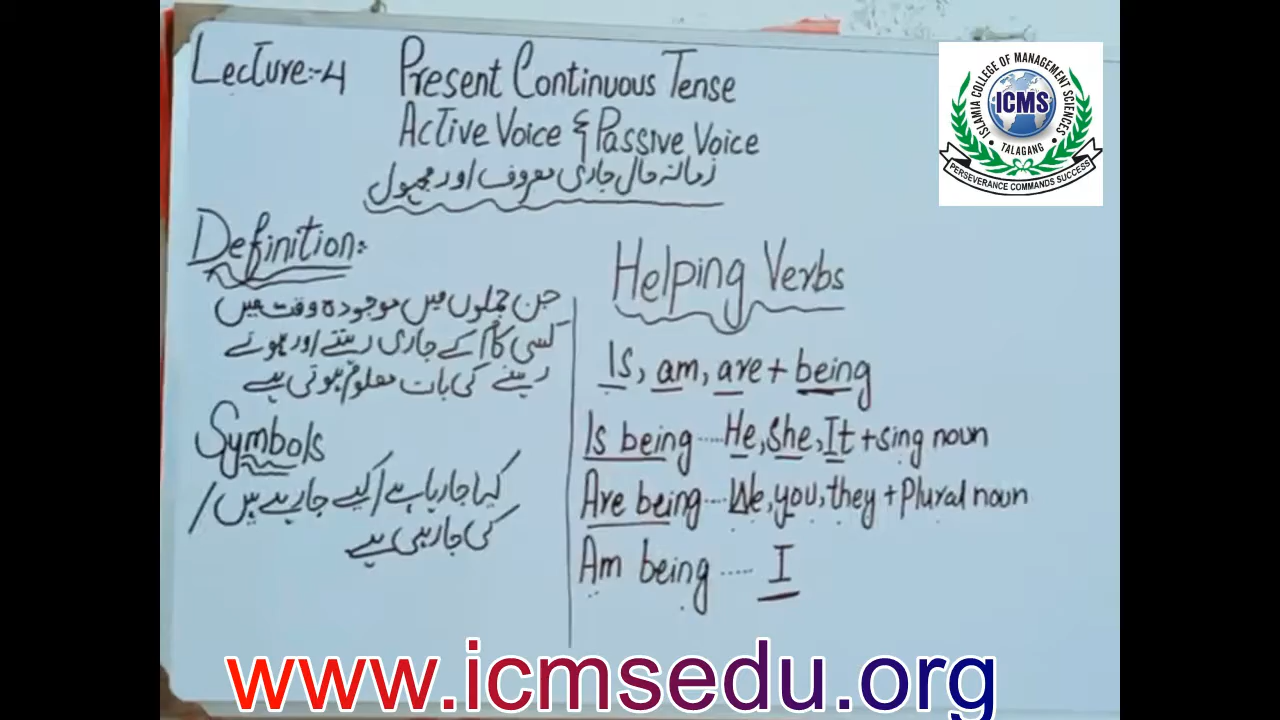 Lecture:-4 Present Continuous Tense
Active Voice & Passive Voice
زمانہ حال جاری معروف اور مجہول
ISLAMIA COLLEGE OF MANAGEMENT SCIENCES
ICMS
TALAGANG
PERSEVERANCE COMMANDS SUCCESS
Definition:
جن جملوں میں موجودہ وقت میں
کسی کام کے جاری رہنے اور ہوتے
رہنے کی بات معلوم ہوتی ہے
Symbols
کیا جا رہا ہے/کیے جا رہے ہیں/
کی جا رہی ہے
Helping Verbs
Is, am, are + being
Is being .... He, she, It + sing noun
Are being ... We, you, they + Plural noun
Am being .... I
www.icmsedu.org